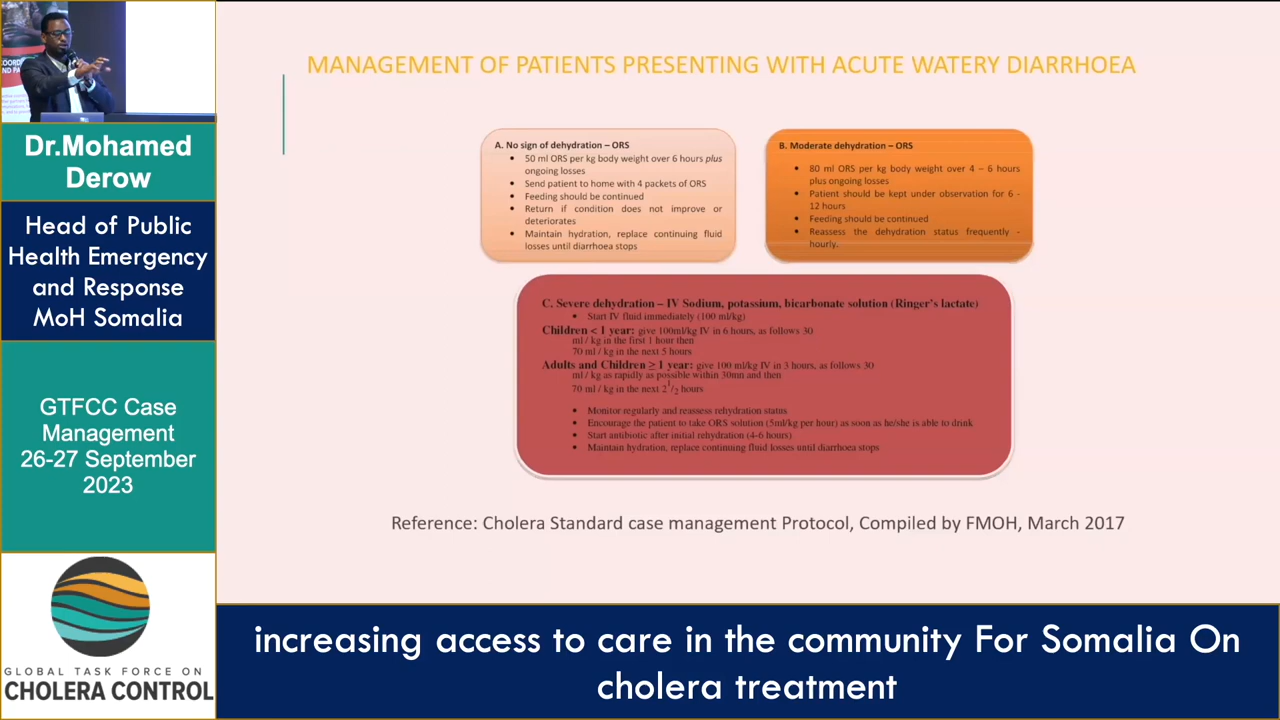 Dr.Mohamed
Derow
Head of Public
Health Emergency
and Response
MoH Somalia
GTFCC Case
Management
26-27 September
2023
GLOBAL TASK FORCE ON
CHOLERA CONTROL
MANAGEMENT OF PATIENTS PRESENTING WITH ACUTE WATERY DIARRHOEA
A. No sign of dehydration – ORS
• 50 ml ORS per kg body weight over 6 hours plus
ongoing losses
• Send patient to home with 4 packets of ORS
• Feeding should be continued
• Return if condition does not improve or
deteriorates
• Maintain hydration, replace continuing fluid
losses until diarrhoea stops
B. Moderate dehydration – ORS
• 80 ml ORS per kg body weight over 4 – 6 hours
plus ongoing losses
• Patient should be kept under observation for 6 -
12 hours
• Feeding should be continued
• Reassess the dehydration status frequently -
hourly.
C. Severe dehydration – IV Sodium, potassium, bicarbonate solution (Ringer's lactate)
• Start IV fluid immediately (100 ml/kg)
Children < 1 year: give 100ml/kg IV in 6 hours, as follows 30
ml / kg in the first 1 hour then
70 ml / kg in the next 5 hours
Adults and Children ≥ 1 year: give 100 ml/kg IV in 3 hours, as follows 30
ml / kg as rapidly as possible within 30mn and then
70 ml / kg in the next 2 1/2 hours
• Monitor regularly and reassess rehydration status
• Encourage the patient to take ORS solution (5ml/kg per hour) as soon as he/she is able to drink
• Start antibiotic after initial rehydration (4-6 hours)
• Maintain hydration, replace continuing fluid losses until diarrhoea stops
Reference: Cholera Standard case management Protocol, Compiled by FMOH, March 2017
increasing access to care in the community For Somalia On
cholera treatment